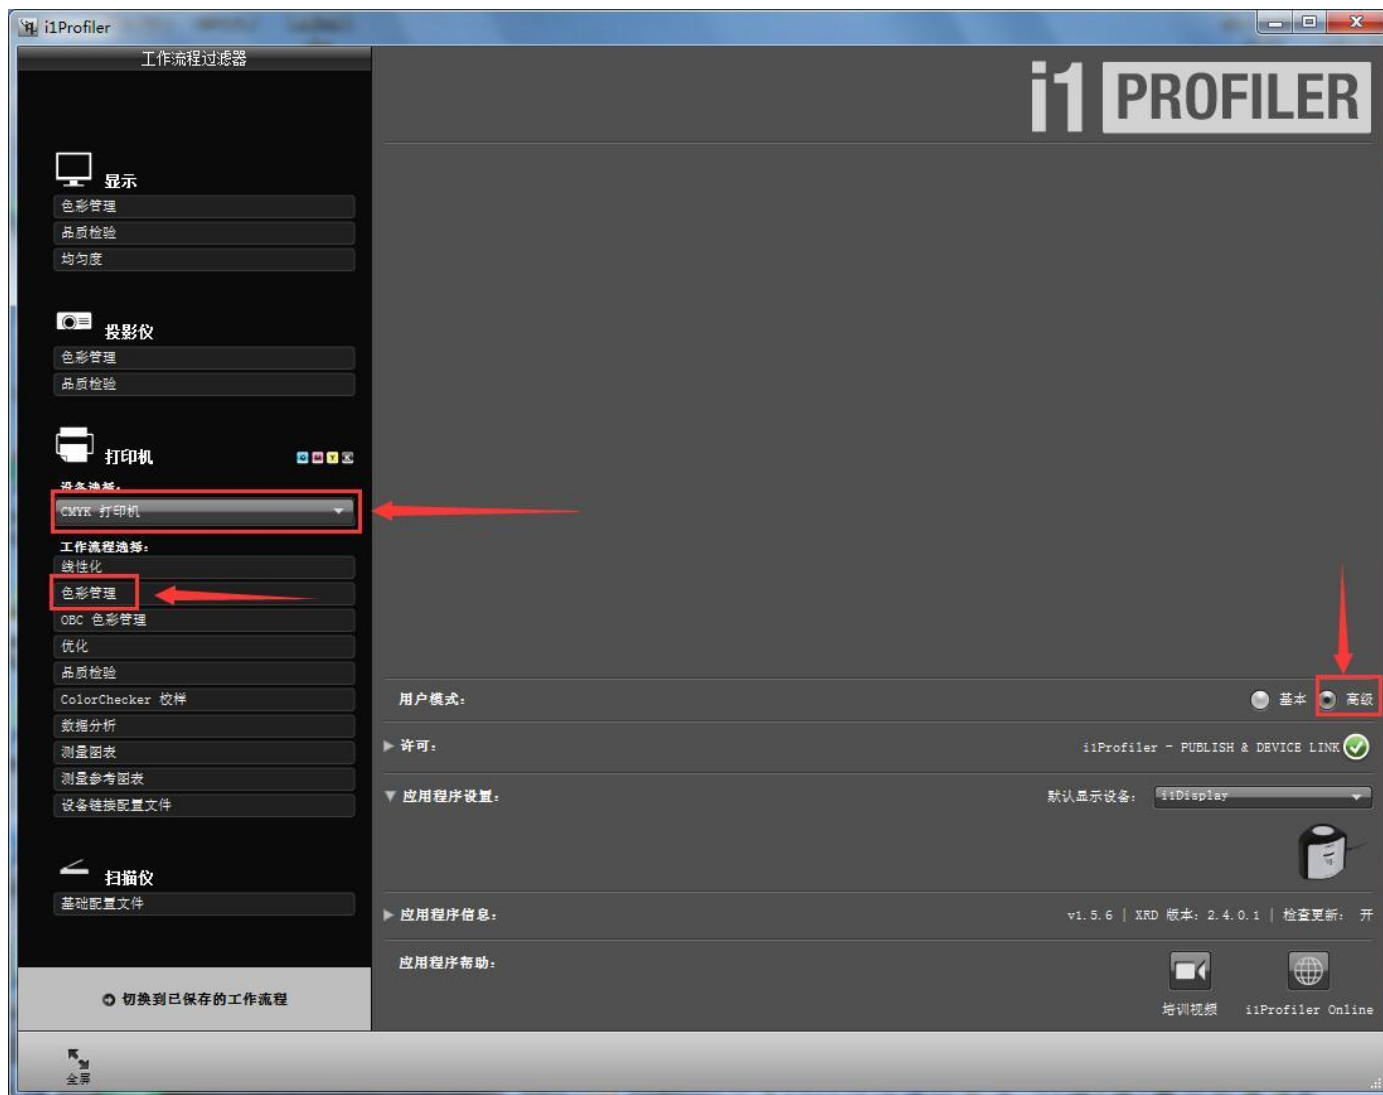 i1Profiler
工作流程过滤器
i1 PROFILER
显示
色彩管理
品质检验
均匀度
投影仪
色彩管理
品质检验
打印机
C M Y K
设备选择:
CMYK 打印机
工作流程选择:
线性化
色彩管理
OBC 色彩管理
优化
品质检验
ColorChecker 校样
数据分析
测量图表
测量参考图表
设备链接配置文件
扫描仪
基础配置文件
切换到已保存的工作流程
全屏
用户模式: 基本 高级
许可: i1Profiler - PUBLISH & DEVICE LINK
应用程序设置: 默认显示设备: i1Display
应用程序信息: v1.5.6 | XRD 版本: 2.4.0.1 | 检查更新: 开
应用程序帮助:
培训视频 i1Profiler Online